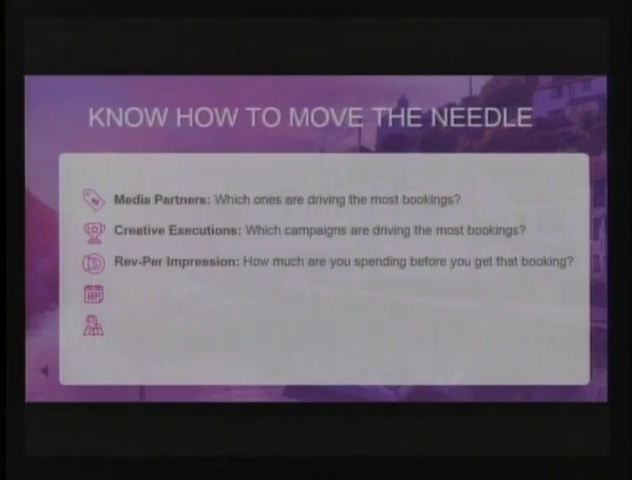 KNOW HOW TO MOVE THE NEEDLE
Media Partners: Which ones are driving the most bookings?
Creative Executions: Which campaigns are driving the most bookings?
Rev-Per Impression: How much are you spending before you get that booking?